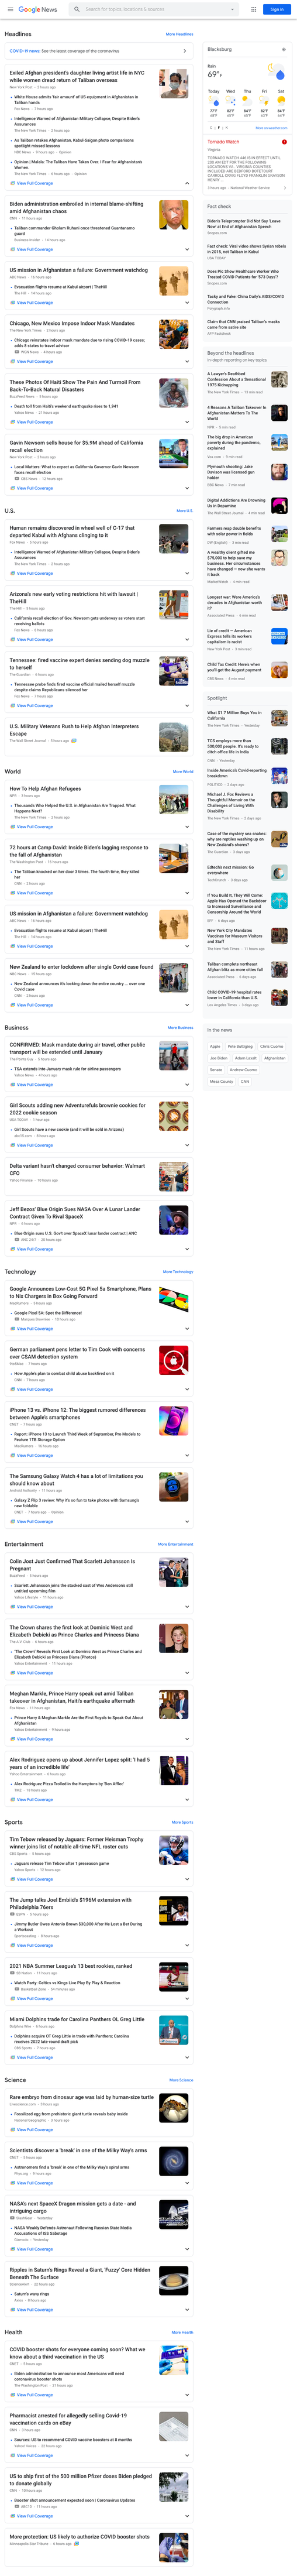 Google News
Search for topics, locations & sources
Sign in
Headlines
More Headlines
COVID-19 news: See the latest coverage of the coronavirus
Exiled Afghan president's daughter living artist life in NYC
while women dread return of Taliban
New York Post · 2 hours ago
White House admits 'fair amount' of US equipment in Afghanistan in
Taliban hands
Fox News · 7 hours ago
Intelligence Warned of Afghanistan Military Collapse, Despite Biden's
Assurances
The New York Times · 2 hours ago
As Taliban retakes Afghanistan, Kabul-Saigon photo comparisons
spotlight missed lessons
NBC News · 5 hours ago · Opinion
Opinion | Malala: The Taliban Have Taken Over. I Fear for Afghanistan's
Women.
The New York Times · 6 hours ago · Opinion
View Full Coverage
Biden administration embroiled in internal blame-shifting
amid Afghanistan chaos
CNN · 17 hours ago
Taliban commander Gholam Ruhani once threatened Guantanamo
guard
Business Insider · 14 hours ago
View Full Coverage
US mission in Afghanistan a failure: Government watchdog
ABC News · 14 hours ago
Evacuation flights resume at Kabul airport | TheHill
The Hill · 14 hours ago
View Full Coverage
Chicago, New Mexico Impose Indoor Mask Mandates
The New York Times · 2 hours ago
Chicago reinstates indoor mask mandate due to rising COVID-19 cases;
adds 8 states to travel advisor
WGN News · 6 hours ago
View Full Coverage
These Photos Of Haiti Show The Pain And Turmoil From
Back-To-Back Natural Disasters
BuzzFeed News · 5 hours ago
Death toll from Haiti's weekend earthquake rises to 1,941
Yahoo News · 21 hours ago
View Full Coverage
Gavin Newsom sells house for $5.9M ahead of California
recall election
New York Post · 2 hours ago
Local Matters: What to expect as California Governor Gavin Newsom
faces recall election
CBS News · 12 hours ago
View Full Coverage
U.S.
More U.S.
Human remains discovered in wheel well of C-17 that
departed Kabul with Afghans clinging to it
Fox News · 5 hours ago
Intelligence Warned of Afghanistan Military Collapse, Despite Biden's
Assurances
The New York Times · 2 hours ago
View Full Coverage
Arizona's new early voting restrictions hit with lawsuit |
TheHill
The Hill · 3 hours ago
California recall election of Gov. Newsom gets underway as voters start
receiving ballots
Fox News · 6 hours ago
View Full Coverage
Tennessee: fired vaccine expert denies sending dog muzzle
to herself
The Guardian · 6 hours ago
Tennessee probe finds fired vaccine official mailed herself muzzle
despite claims Republicans silenced her
Fox News · 7 hours ago
View Full Coverage
U.S. Military Veterans Rush to Help Afghan Interpreters
Escape
The Wall Street Journal · 5 hours ago
World
More World
How To Help Afghan Refugees
NPR · 2 hours ago
Thousands Who Helped the U.S. in Afghanistan Are Trapped. What
Happens Next?
The New York Times · 2 hours ago
View Full Coverage
72 hours at Camp David: Inside Biden's lagging response to
the fall of Afghanistan
The Washington Post · 10 hours ago
The Taliban knocked on her door 3 times. The fourth time, they killed
her
CNN · 2 hours ago
View Full Coverage
US mission in Afghanistan a failure: Government watchdog
ABC News · 14 hours ago
Evacuation flights resume at Kabul airport | TheHill
The Hill · 14 hours ago
View Full Coverage
New Zealand to enter lockdown after single Covid case found
NBC News · 17 hours ago
New Zealand announces it's locking down the entire country ... over one
Covid case
CNN · 2 hours ago
View Full Coverage
Business
More Business
CONFIRMED: Mask mandate during air travel, other public
transport will be extended until January
The Points Guy · 3 hours ago
TSA extends into January mask rule for airline passengers
Yahoo News · 4 hours ago
View Full Coverage
Girl Scouts adding new Adventurefuls brownie cookies for
2022 cookie season
USA TODAY · 1 hour ago
Girl Scouts have a new cookie (and it will be sold in Arizona)
abc15.com · 8 hours ago
View Full Coverage
Delta variant hasn't changed consumer behavior: Walmart
CFO
Yahoo Finance · 10 hours ago
Jeff Bezos' Blue Origin Sues NASA Over A Lunar Lander
Contract Given To Rival SpaceX
NPR · 6 hours ago
Blue Origin sues U.S. Gov't over SpaceX lunar lander contract | ANC
ANC 24/7 · 20 hours ago
View Full Coverage
Technology
More Technology
Google Announces Low-Cost 5G Pixel 5a Smartphone, Plans
to Nix Chargers in Box Going Forward
MacRumors · 9 hours ago
Google Pixel 5A: Spot the Difference!
Marques Brownlee · 10 hours ago
View Full Coverage
German parliament pens letter to Tim Cook with concerns
over CSAM detection system
9to5Mac · 7 hours ago
How Apple's plan to combat child abuse backfired on it
CNN · 7 hours ago
View Full Coverage
iPhone 13 vs. iPhone 12: The biggest rumored differences
between Apple's smartphones
CNET · 7 hours ago
Report: iPhone 13 to Launch Third Week of September, Pro Models to
Feature 1TB Storage Option
MacRumors · 16 hours ago
View Full Coverage
The Samsung Galaxy Watch 4 has a lot of limitations you
should know about
Android Authority · 11 hours ago
Galaxy Z Flip 3 review: Why it's so fun to take photos with Samsung's
new foldable
CNET · 7 hours ago · Opinion
View Full Coverage
Entertainment
More Entertainment
Colin Jost Just Confirmed That Scarlett Johansson Is
Pregnant
Buzzfeed · 5 hours ago
Scarlett Johansson joins the studded cast of Wes Anderson's still
untitled upcoming film
Yahoo Lifestyle · 11 hours ago
View Full Coverage
The Crown shares the first look at Dominic West and
Elizabeth Debicki as Prince Charles and Princess Diana
The A.V. Club · 6 hours ago
'The Crown' Reveals First Look at Dominic West as Prince Charles and
Elizabeth Debicki as Princess Diana (Photos)
Yahoo Entertainment · 11 hours ago
View Full Coverage
Meghan Markle, Prince Harry speak out amid Taliban
takeover in Afghanistan, Haiti's earthquake aftermath
Fox News · 11 hours ago
Prince Harry & Meghan Markle Are the First Royals to Speak Out About
Afghanistan
Yahoo Entertainment · 9 hours ago
View Full Coverage
Alex Rodriguez opens up about Jennifer Lopez split: 'I had 5
years of an incredible life'
Yahoo Entertainment · 6 hours ago
Alex Rodriguez Pizza Trolled in the Hamptons by 'Ben Affles'
TMZ · 19 hours ago
View Full Coverage
Sports
More Sports
Tim Tebow released by Jaguars: Former Heisman Trophy
winner joins list of notable all-time NFL roster cuts
CBS Sports · 5 hours ago
Jaguars release Tim Tebow after 1 preseason game
Yahoo Sports · 12 hours ago
View Full Coverage
The Jump talks Joel Embiid's $196M extension with
Philadelphia 76ers
ESPN · 5 hours ago
Jimmy Butler Owes Antonio Brown $30,000 After He Lost a Bet During
a Workout
Sportscasting · 8 hours ago
View Full Coverage
2021 NBA Summer League's 13 best rookies, ranked
SB Nation · 11 hours ago
Watch Party: Celtics vs Kings Live Play By Play & Reaction
View Full Coverage
Miami Dolphins trade for Carolina Panthers OL Greg Little
Dolphins Wire · 6 hours ago
Dolphins acquire OT Greg Little in trade with Panthers; Carolina
receives 2022 late-round draft pick
CBS Sports · 7 hours ago
View Full Coverage
Science
More Science
Rare embryo from dinosaur age was laid by human-size turtle
Livescience.com · 5 hours ago
Fossilized egg from prehistoric giant turtle reveals baby inside
National Geographic · 5 hours ago
View Full Coverage
Scientists discover a 'break' in one of the Milky Way's arms
CNET · 5 hours ago
Astronomers find a 'break' in one of the Milky Way's spiral arms
Phys.org · 9 hours ago
View Full Coverage
NASA's next SpaceX Dragon mission gets a date - and
intriguing cargo
SlashGear · Yesterday
NASA Weakly Defends Astronaut Following Russian State Media
Accusations of ISS Sabotage
Gizmodo · Yesterday
View Full Coverage
Ripples in Saturn's Rings Reveal a Giant, 'Fuzzy' Core Hidden
Beneath The Surface
ScienceAlert · 23 hours ago
Saturn's wavy rings
Axios · 9 hours ago
View Full Coverage
Health
More Health
COVID booster shots for everyone coming soon? What we
know about a third vaccination in the US
CNET · 3 hours ago
Biden administration to announce most Americans will need
coronavirus booster shots
The Washington Post · 21 hours ago
View Full Coverage
Pharmacist arrested for allegedly selling Covid-19
vaccination cards on eBay
CNN · 3 hours ago
Sources: US to recommend COVID vaccine boosters at 8 months
Yahoo! Voices · 22 hours ago
View Full Coverage
US to ship first of the 500 million Pfizer doses Biden pledged
to donate globally
CNN · 10 hours ago
Booster shot announcement expected soon | Coronavirus Updates
ABC10 · 11 hours ago
View Full Coverage
More protection: US likely to authorize COVID booster shots
Minneapolis Star Tribune · 6 hours ago
Blacksburg
Rain
69°F
Today
Wed
Thu
Fri
Sat
C | F | K
More on weather.com
Tornado Watch
Virginia
TORNADO WATCH 446 IS IN EFFECT UNTIL
7 AM EDT FOR THE FOLLOWING
LOCATIONS VA . VIRGINIA COUNTIES
INCLUDED ARE BEDFORD BOTETOURT
CARROLL CRAIG FLOYD FRANKLIN GRAYSON
HENRY ...
National Weather Service
Fact check
Biden's Teleprompter Did Not Say 'Leave
Now' at End of Afghanistan Speech
Snopes.com
Fact check: Viral video shows Syrian rebels
in 2015, not Taliban in Kabul
USA TODAY
Does Pic Show Healthcare Worker Who
Treated COVID-Patients for '573 Days'?
Snopes.com
Tanky and Fake: China Daily's AIDS/COVID
Connection
Polygraph.info
Claim that CNN praised Taliban's masks
came from satire site
AFP Factcheck
Beyond the headlines
In-depth reporting on key topics
A Lawyer's Deathbed
Confession About a Sensational
1975 Kidnapping
The New York Times · 12 min read
4 Reasons A Taliban Takeover In
Afghanistan Matters To The
World
NPR · 5 min read
The big drop in American
poverty during the pandemic,
explained
Vox.com · 9 min read
Plymouth shooting: Jake
Davison was licensed gun
holder
BBC News · 7 min read
Digital Addictions Are Drowning
Us in Dopamine
The Wall Street Journal · 4 min read
Farmers reap double benefits
with solar power in fields
DW (English) · 3 min read
A wealthy client gifted me
$75,000 to help save my
business. Her circumstances
have changed — now she wants
it back
MarketWatch · 4 min read
Longest war: Were America's
decades in Afghanistan worth
it?
Associated Press · 6 min read
Lie of credit — American
Express tells its workers
capitalism is racist
New York Post · 3 min read
Child Tax Credit: Here's when
you'll get the August payment
CBS News · 4 min read
Spotlight
What $1.7 Million Buys You in
California
The New York Times · Yesterday
TCS employs more than
500,000 people. It's ready to
ditch office life in India
CNN · Yesterday
Inside America's Covid-reporting
breakdown
POLITICO · 2 days ago
Michael J. Fox Reviews a
Thoughtful Memoir on the
Challenges of Living With
Disability
The New York Times · 2 days ago
Case of the mystery sea snakes:
why are reptiles washing up on
New Zealand's shores?
The Guardian · 3 days ago
Edtech's next mission: Go
everywhere
TechCrunch · 3 days ago
If You Build It, They Will Come:
Apple Has Opened the Backdoor
to Increased Surveillance and
Censorship Around the World
EFF · 6 days ago
New York City Mandates
Vaccines for Museum Visitors
and Staff
The New York Times · 11 hours ago
Taliban complete northeast
Afghan blitz as more cities fall
Associated Press · 6 days ago
Child COVID-19 hospital rates
lower in California than U.S.
Los Angeles Times · 2 days ago
In the news
Apple
Pete Buttigieg
Chris Cuomo
Joe Biden
Adam Lazatt
Afghanistan
Senate
Andrew Cuomo
Mesa County
CNN